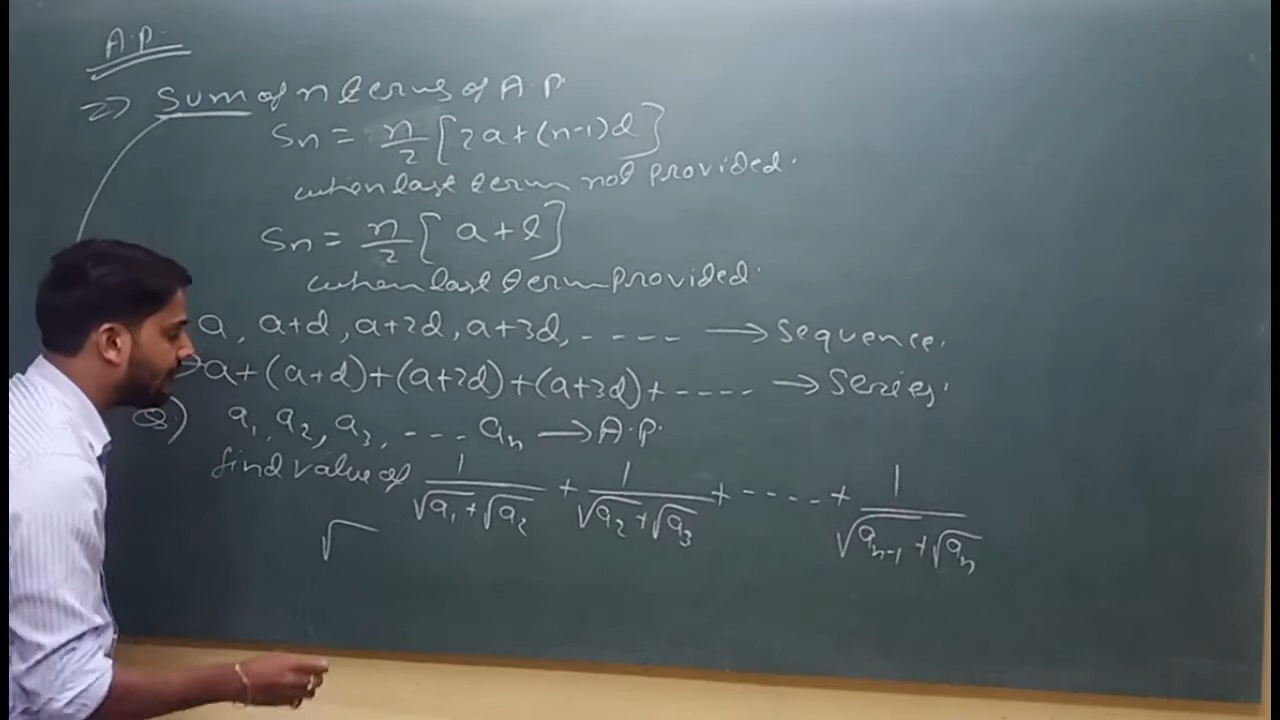 A.P.
=> Sum of n terms of A.P.
Sn = n/2 [2a+(n-1)d]
when last term not provided.
Sn = n/2 [a+l]
when last term provided.
a, a+d, a+2d, a+3d, ---- → Sequence.
a+(a+d)+(a+2d)+(a+3d)+---- → Series.
Q.) a₁, a₂, a₃, ---- aₙ → A.P.
find value of 1/(√a₁+√a₂) + 1/(√a₂+√a₃) + ---- + 1/(√aₙ₋₁+√aₙ)
√